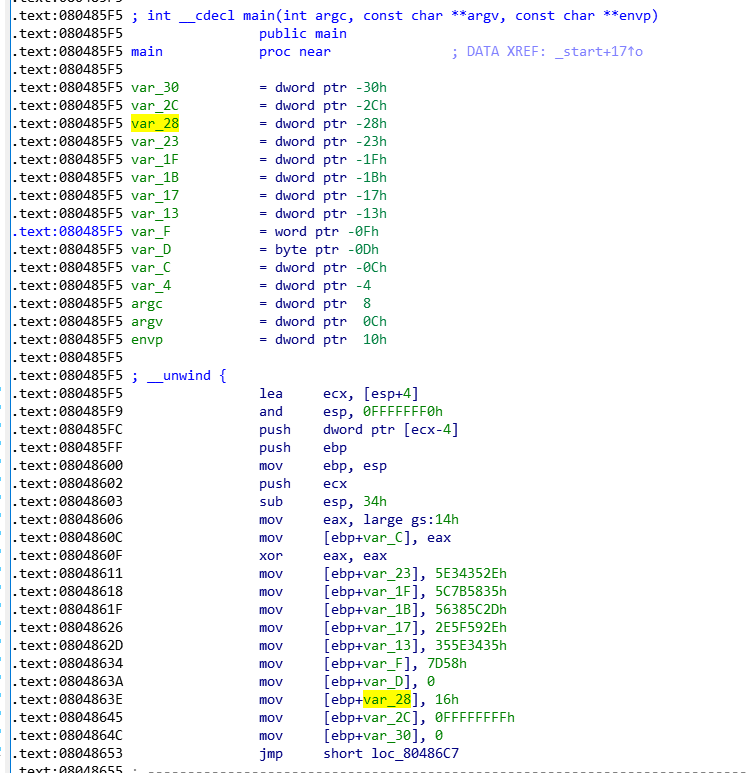 .text:080485F5 ; int __cdecl main(int argc, const char **argv, const char **envp)
.text:080485F5 public main
.text:080485F5 main proc near ; DATA XREF: _start+17↑o
.text:080485F5
.text:080485F5 var_30 = dword ptr -30h
.text:080485F5 var_2C = dword ptr -2Ch
.text:080485F5 var_28 = dword ptr -28h
.text:080485F5 var_23 = dword ptr -23h
.text:080485F5 var_1F = dword ptr -1Fh
.text:080485F5 var_1B = dword ptr -1Bh
.text:080485F5 var_17 = dword ptr -17h
.text:080485F5 var_13 = dword ptr -13h
.text:080485F5 var_F = word ptr -0Fh
.text:080485F5 var_D = byte ptr -0Dh
.text:080485F5 var_C = dword ptr -0Ch
.text:080485F5 var_4 = dword ptr -4
.text:080485F5 argc = dword ptr 8
.text:080485F5 argv = dword ptr 0Ch
.text:080485F5 envp = dword ptr 10h
.text:080485F5
.text:080485F5 ; __unwind {
.text:080485F5 lea ecx, [esp+4]
.text:080485F9 and esp, 0FFFFFFF0h
.text:080485FC push dword ptr [ecx-4]
.text:080485FF push ebp
.text:08048600 mov ebp, esp
.text:08048602 push ecx
.text:08048603 sub esp, 34h
.text:08048606 mov eax, large gs:14h
.text:0804860C mov [ebp+var_C], eax
.text:0804860F xor eax, eax
.text:08048611 mov [ebp+var_23], 5E34352Eh
.text:08048618 mov [ebp+var_1F], 5C7B5835h
.text:0804861F mov [ebp+var_1B], 56385C2Dh
.text:08048626 mov [ebp+var_17], 2E5F592Eh
.text:0804862D mov [ebp+var_13], 355E3435h
.text:08048634 mov [ebp+var_F], 7D58h
.text:0804863A mov [ebp+var_D], 0
.text:0804863E mov [ebp+var_28], 16h
.text:08048645 mov [ebp+var_2C], 0FFFFFFFFh
.text:0804864C mov [ebp+var_30], 0
.text:08048653 jmp short loc_80486C7
.text:08048655 ; ---------------------------------------------------------------------------